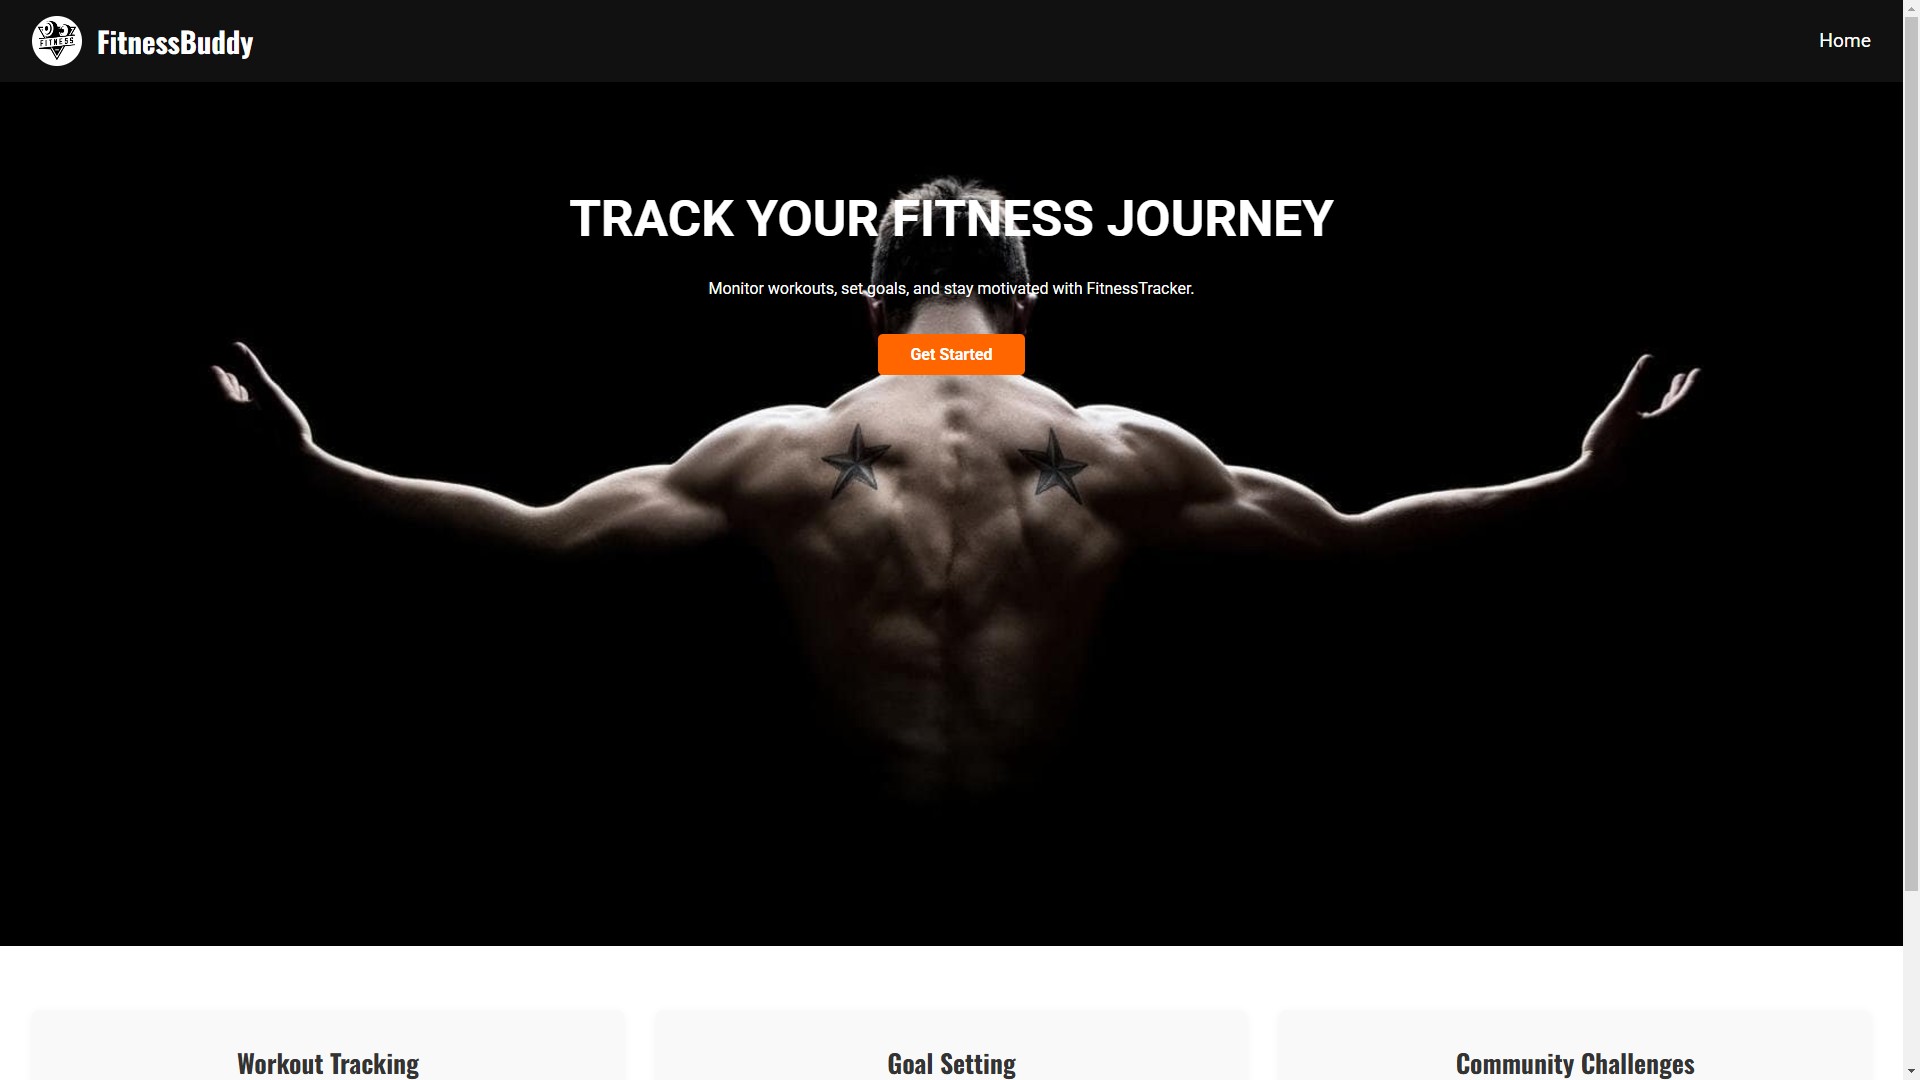 FITNESS
FitnessBuddy
Home
TRACK YOUR FITNESS JOURNEY
Monitor workouts, set goals, and stay motivated with FitnessTracker.
Get Started
Workout Tracking
Goal Setting
Community Challenges